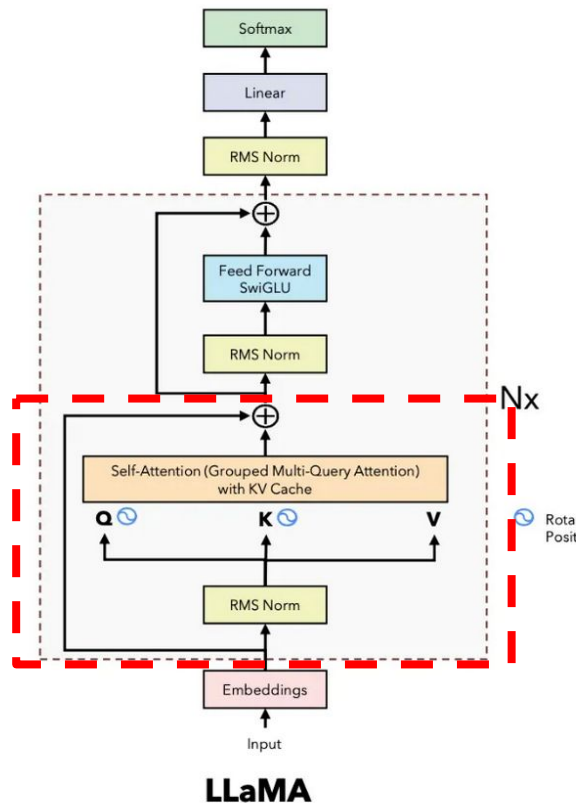 Softmax
Linear
RMS Norm
Feed Forward
SwiGLU
RMS Norm
Nx
Self-Attention (Grouped Multi-Query Attention)
with KV Cache
Q K V
Rota
Posit
RMS Norm
Embeddings
Input
LLaMA